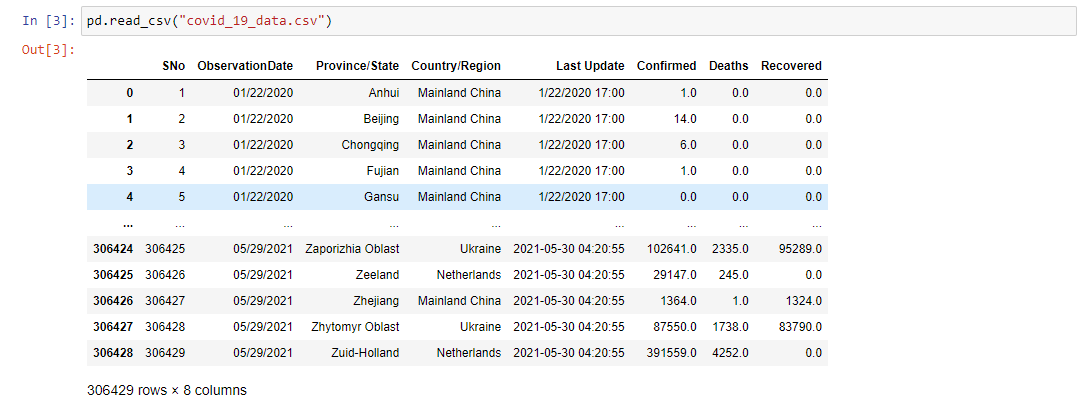 In [3]: pd.read_csv("covid_19_data.csv")
Out[3]:
SNo ObservationDate Province/State Country/Region Last Update Confirmed Deaths Recovered
0 1 01/22/2020 Anhui Mainland China 1/22/2020 17:00 1.0 0.0 0.0
1 2 01/22/2020 Beijing Mainland China 1/22/2020 17:00 14.0 0.0 0.0
2 3 01/22/2020 Chongqing Mainland China 1/22/2020 17:00 6.0 0.0 0.0
3 4 01/22/2020 Fujian Mainland China 1/22/2020 17:00 1.0 0.0 0.0
4 5 01/22/2020 Gansu Mainland China 1/22/2020 17:00 0.0 0.0 0.0
... ... ... ... ... ... ... ... ...
306424 306425 05/29/2021 Zaporizhia Oblast Ukraine 2021-05-30 04:20:55 102641.0 2335.0 95289.0
306425 306426 05/29/2021 Zeeland Netherlands 2021-05-30 04:20:55 29147.0 245.0 0.0
306426 306427 05/29/2021 Zhejiang Mainland China 2021-05-30 04:20:55 1364.0 1.0 1324.0
306427 306428 05/29/2021 Zhytomyr Oblast Ukraine 2021-05-30 04:20:55 87550.0 1738.0 83790.0
306428 306429 05/29/2021 Zuid-Holland Netherlands 2021-05-30 04:20:55 391559.0 4252.0 0.0
306429 rows × 8 columns